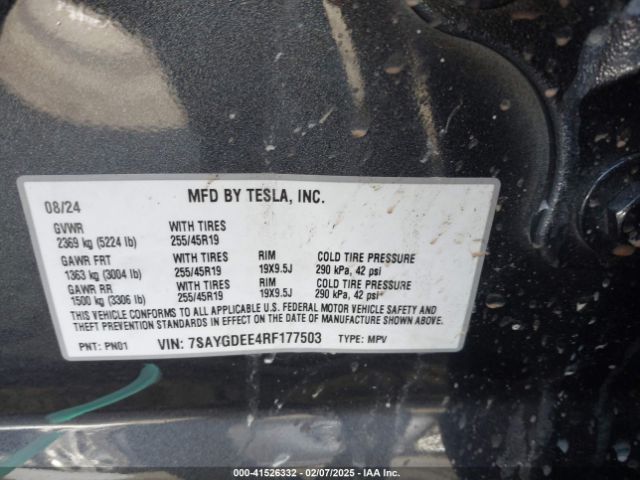 MFD BY TESLA, INC.
08/24
GVWR WITH TIRES
2369 kg (5224 lb) 255/45R19
GAWR FRT WITH TIRES RIM COLD TIRE PRESSURE
1363 kg (3004 lb) 255/45R19 19X9.5J 290 kPa, 42 psi
GAWR RR WITH TIRES RIM COLD TIRE PRESSURE
1500 kg (3306 lb) 255/45R19 19X9.5J 290 kPa, 42 psi
THIS VEHICLE CONFORMS TO ALL APPLICABLE U.S. FEDERAL MOTOR VEHICLE SAFETY AND
THEFT PREVENTION STANDARDS IN EFFECT ON THE DATE OF MANUFACTURE SHOWN ABOVE.
PNT: PN01 VIN: 7SAYGDEE4RF177503 TYPE: MPV
000-41526332 — 02/07/2025 — IAA Inc.